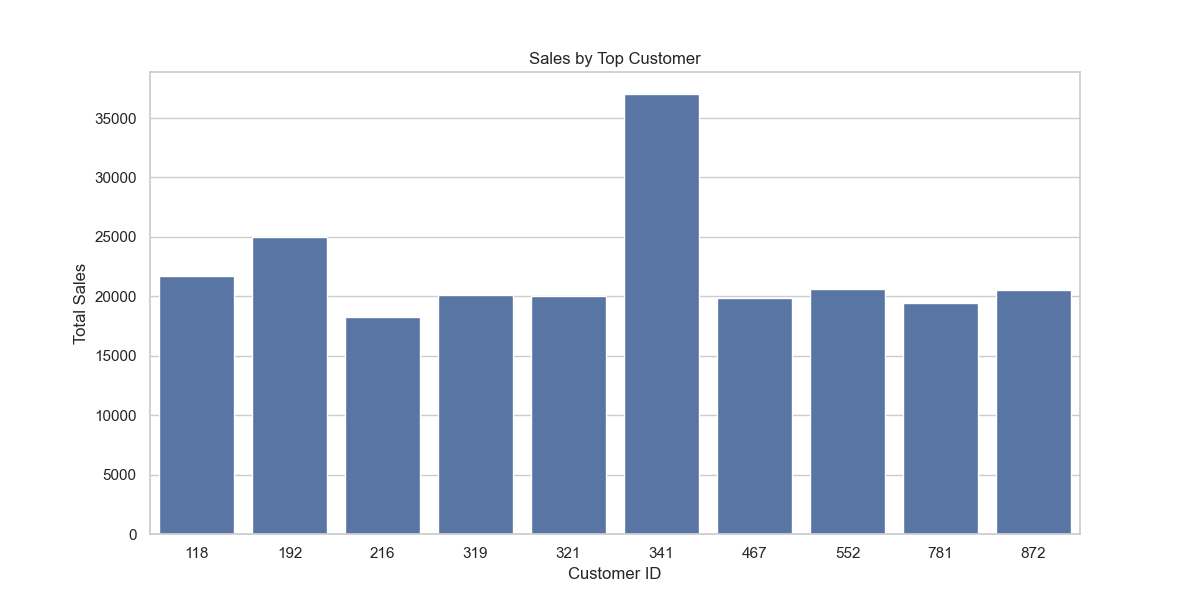 Sales by Top Customer
Total Sales
35000
30000
25000
20000
15000
10000
5000
0
118 192 216 319 321 341 467 552 781 872
Customer ID